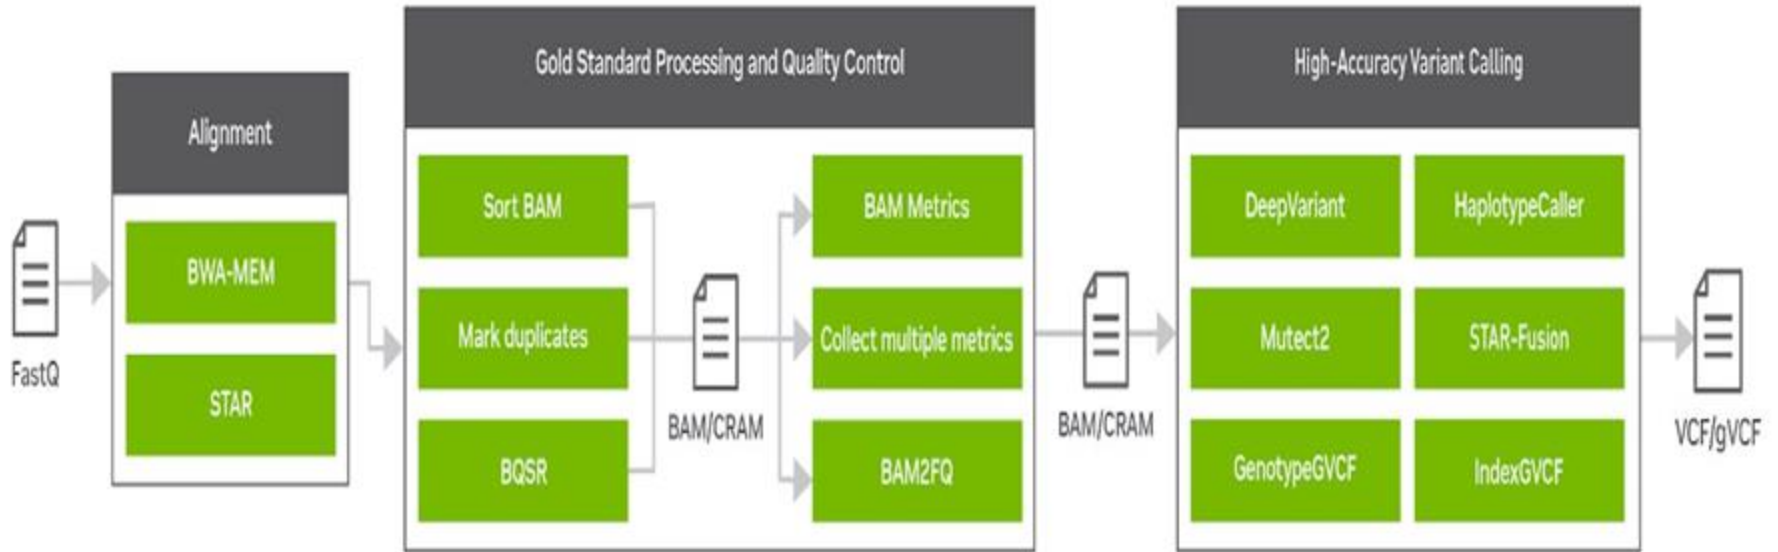 FastQ
Alignment
BWA-MEM
STAR
Gold Standard Processing and Quality Control
Sort BAM
Mark duplicates
BQSR
BAM/CRAM
BAM Metrics
Collect multiple metrics
BAM2FQ
BAM/CRAM
High-Accuracy Variant Calling
DeepVariant
HaplotypeCaller
Mutect2
STAR-Fusion
GenotypeGVCF
IndexGVCF
VCF/gVCF